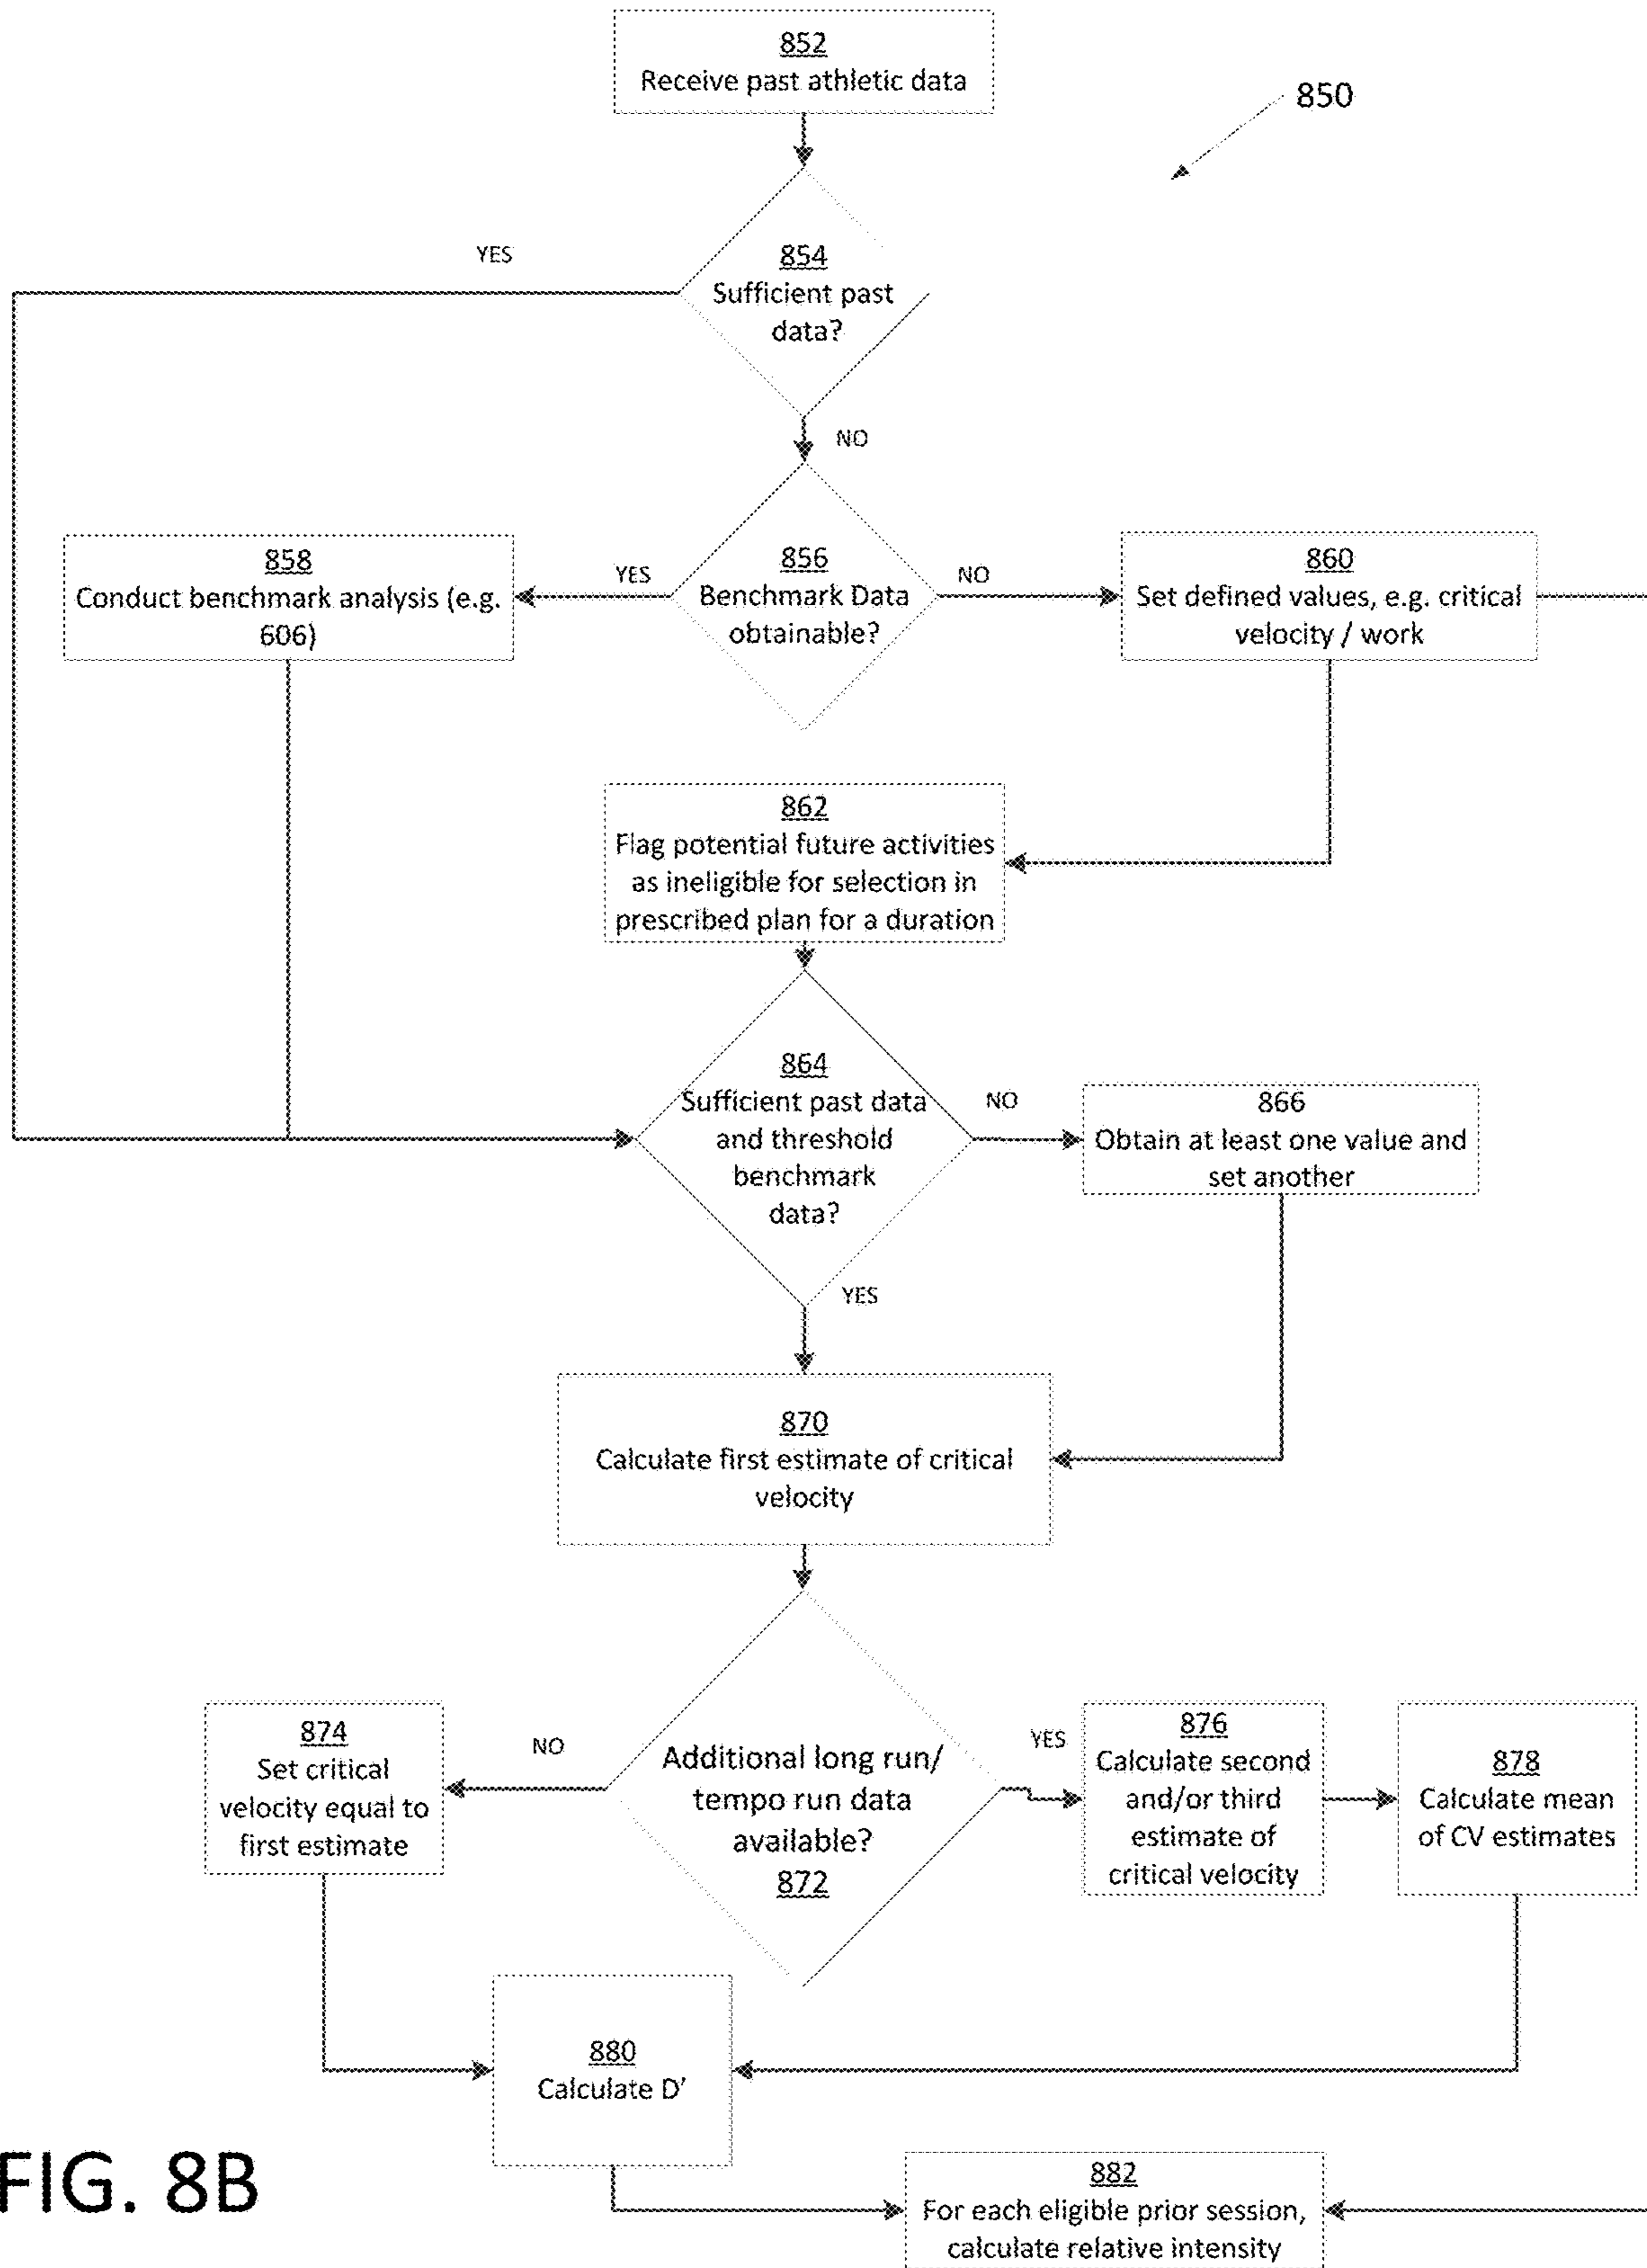 852
Receive past athletic data
850
YES
854
Sufficient past
data?
NO
858
Conduct benchmark analysis (e.g.
606)
YES
856
Benchmark Data
obtainable?
NO
860
Set defined values, e.g. critical
velocity / work
862
Flag potential future activities
as ineligible for selection in
prescribed plan for a duration
864
Sufficient past data
and threshold
benchmark
data?
NO
866
Obtain at least one value and
set another
YES
870
Calculate first estimate of critical
velocity
874
Set critical
velocity equal to
first estimate
NO
Additional long run/
tempo run data
available?
872
YES
876
Calculate second
and/or third
estimate of
critical velocity
878
Calculate mean
of CV estimates
880
Calculate D'
FIG. 8B
882
For each eligible prior session,
calculate relative intensity